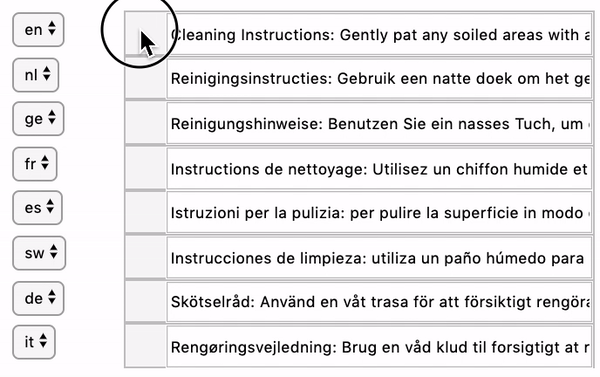 en Cleaning Instructions: Gently pat any soiled areas with a
nl Reinigingsinstructies: Gebruik een natte doek om het ge
ge Reinigungshinweise: Benutzen Sie ein nasses Tuch, um
fr Instructions de nettoyage: Utilisez un chiffon humide et
es Istruzioni per la pulizia: per pulire la superficie in modo
sw Instrucciones de limpieza: utiliza un paño húmedo para
de Skötselråd: Använd en våt trasa för att försiktigt rengöra
it Rengøringsvejledning: Brug en våd klud til forsigtigt at r